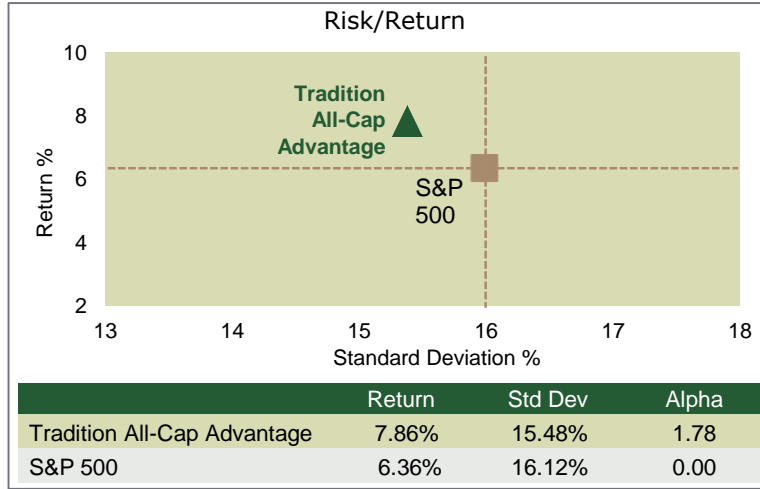 Risk/Return
Return %
10
8
6
4
2
Tradition
All-Cap
Advantage
S&P
500
13 14 15 16 17 18
Standard Deviation %
Return Std Dev Alpha
Tradition All-Cap Advantage 7.86% 15.48% 1.78
S&P 500 6.36% 16.12% 0.00